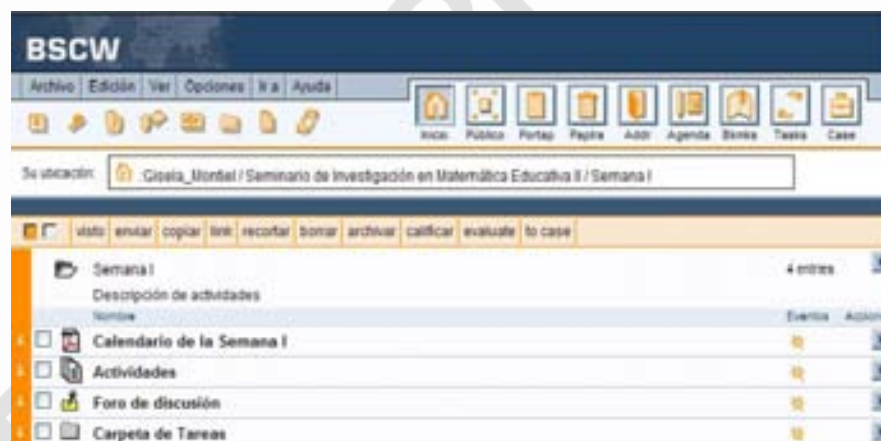 BSCW
Archivo Edición Ver Opciones Ir a Ayuda
Inicio Público Portap Papira Addr Agenda Bkmks Tasks Case
Su ubicación: :Gisela_Montiel / Seminario de Investigación en Matemática Educativa II / Semana I
visto enviar copiar link recortar borrar archivar calificar evaluate to case
Semana I 4 entries
Descripción de actividades
Nombre Eventos
Calendario de la Semana I
Actividades
Foro de discusión
Carpeta de Tareas